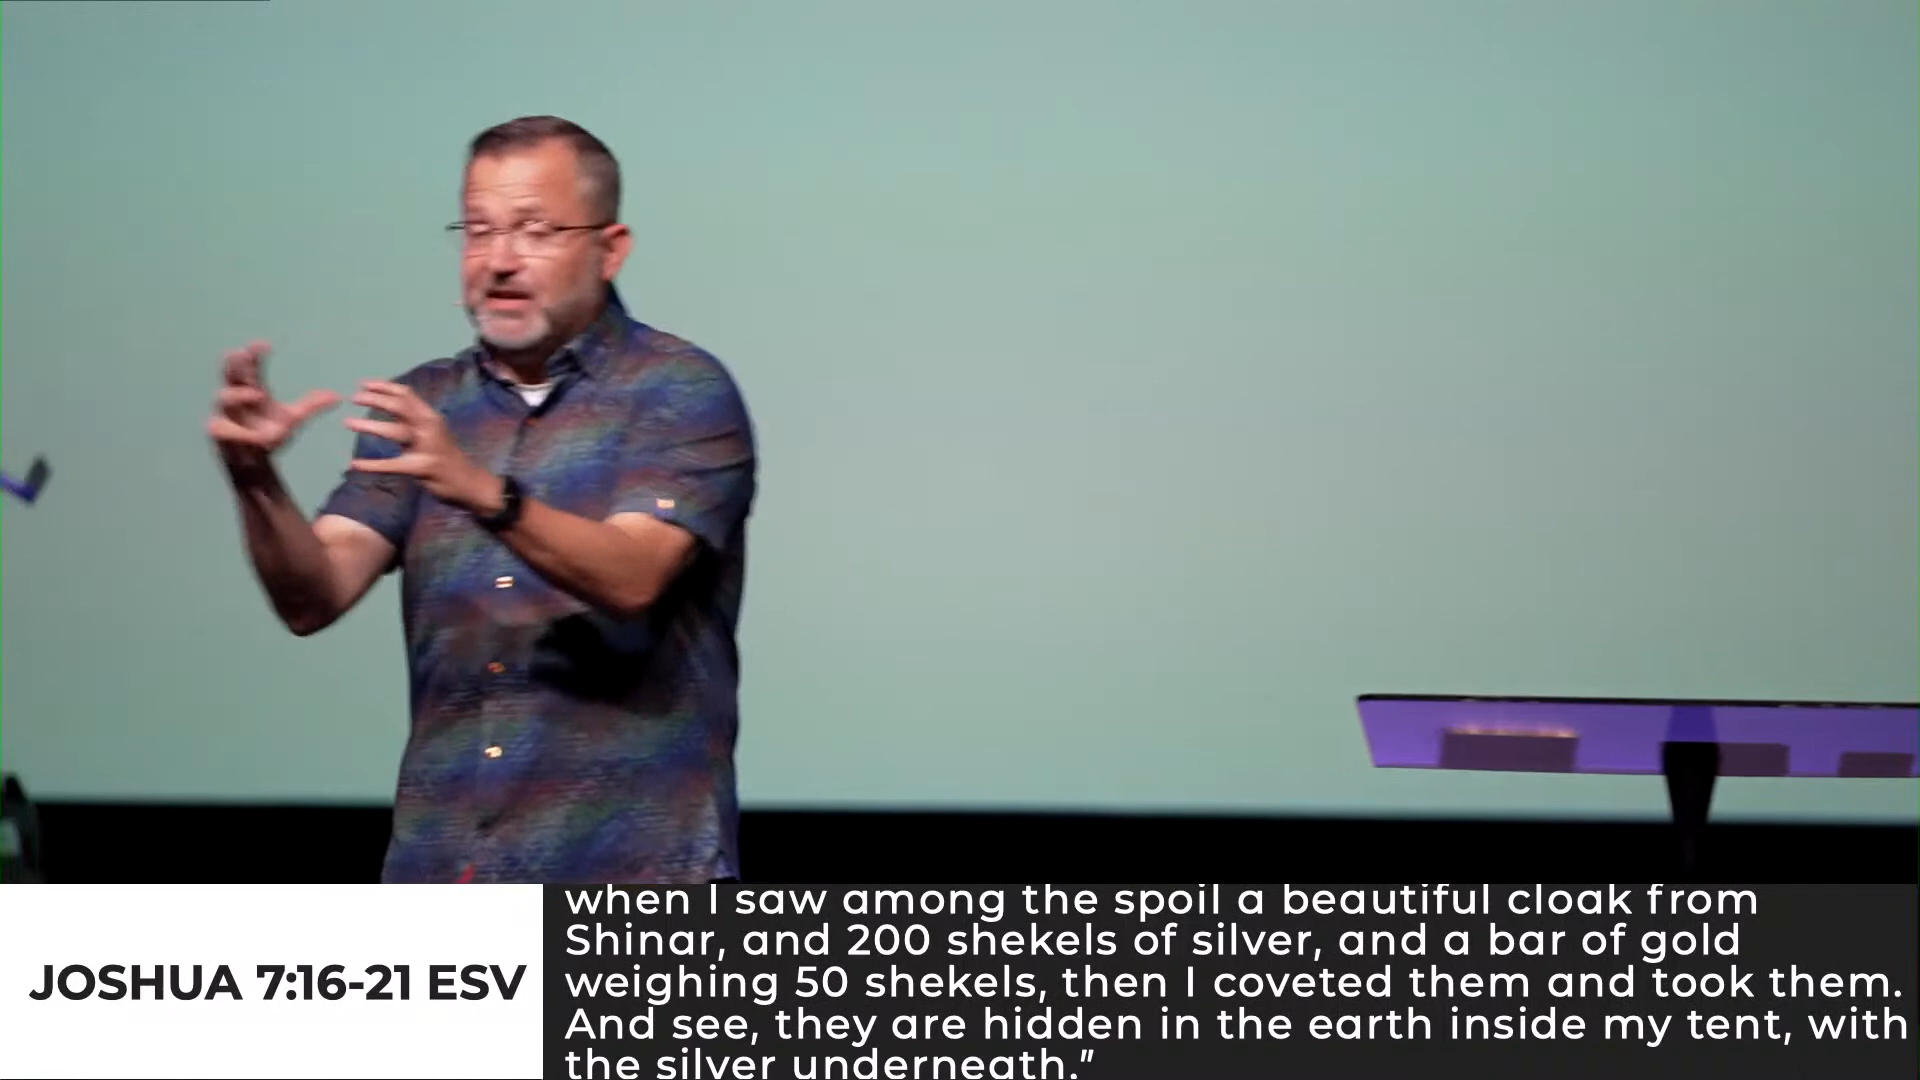 JOSHUA 7:16-21 ESV
when I saw among the spoil a beautiful cloak from
Shinar, and 200 shekels of silver, and a bar of gold
weighing 50 shekels, then I coveted them and took them.
And see, they are hidden in the earth inside my tent, with
the silver underneath.”